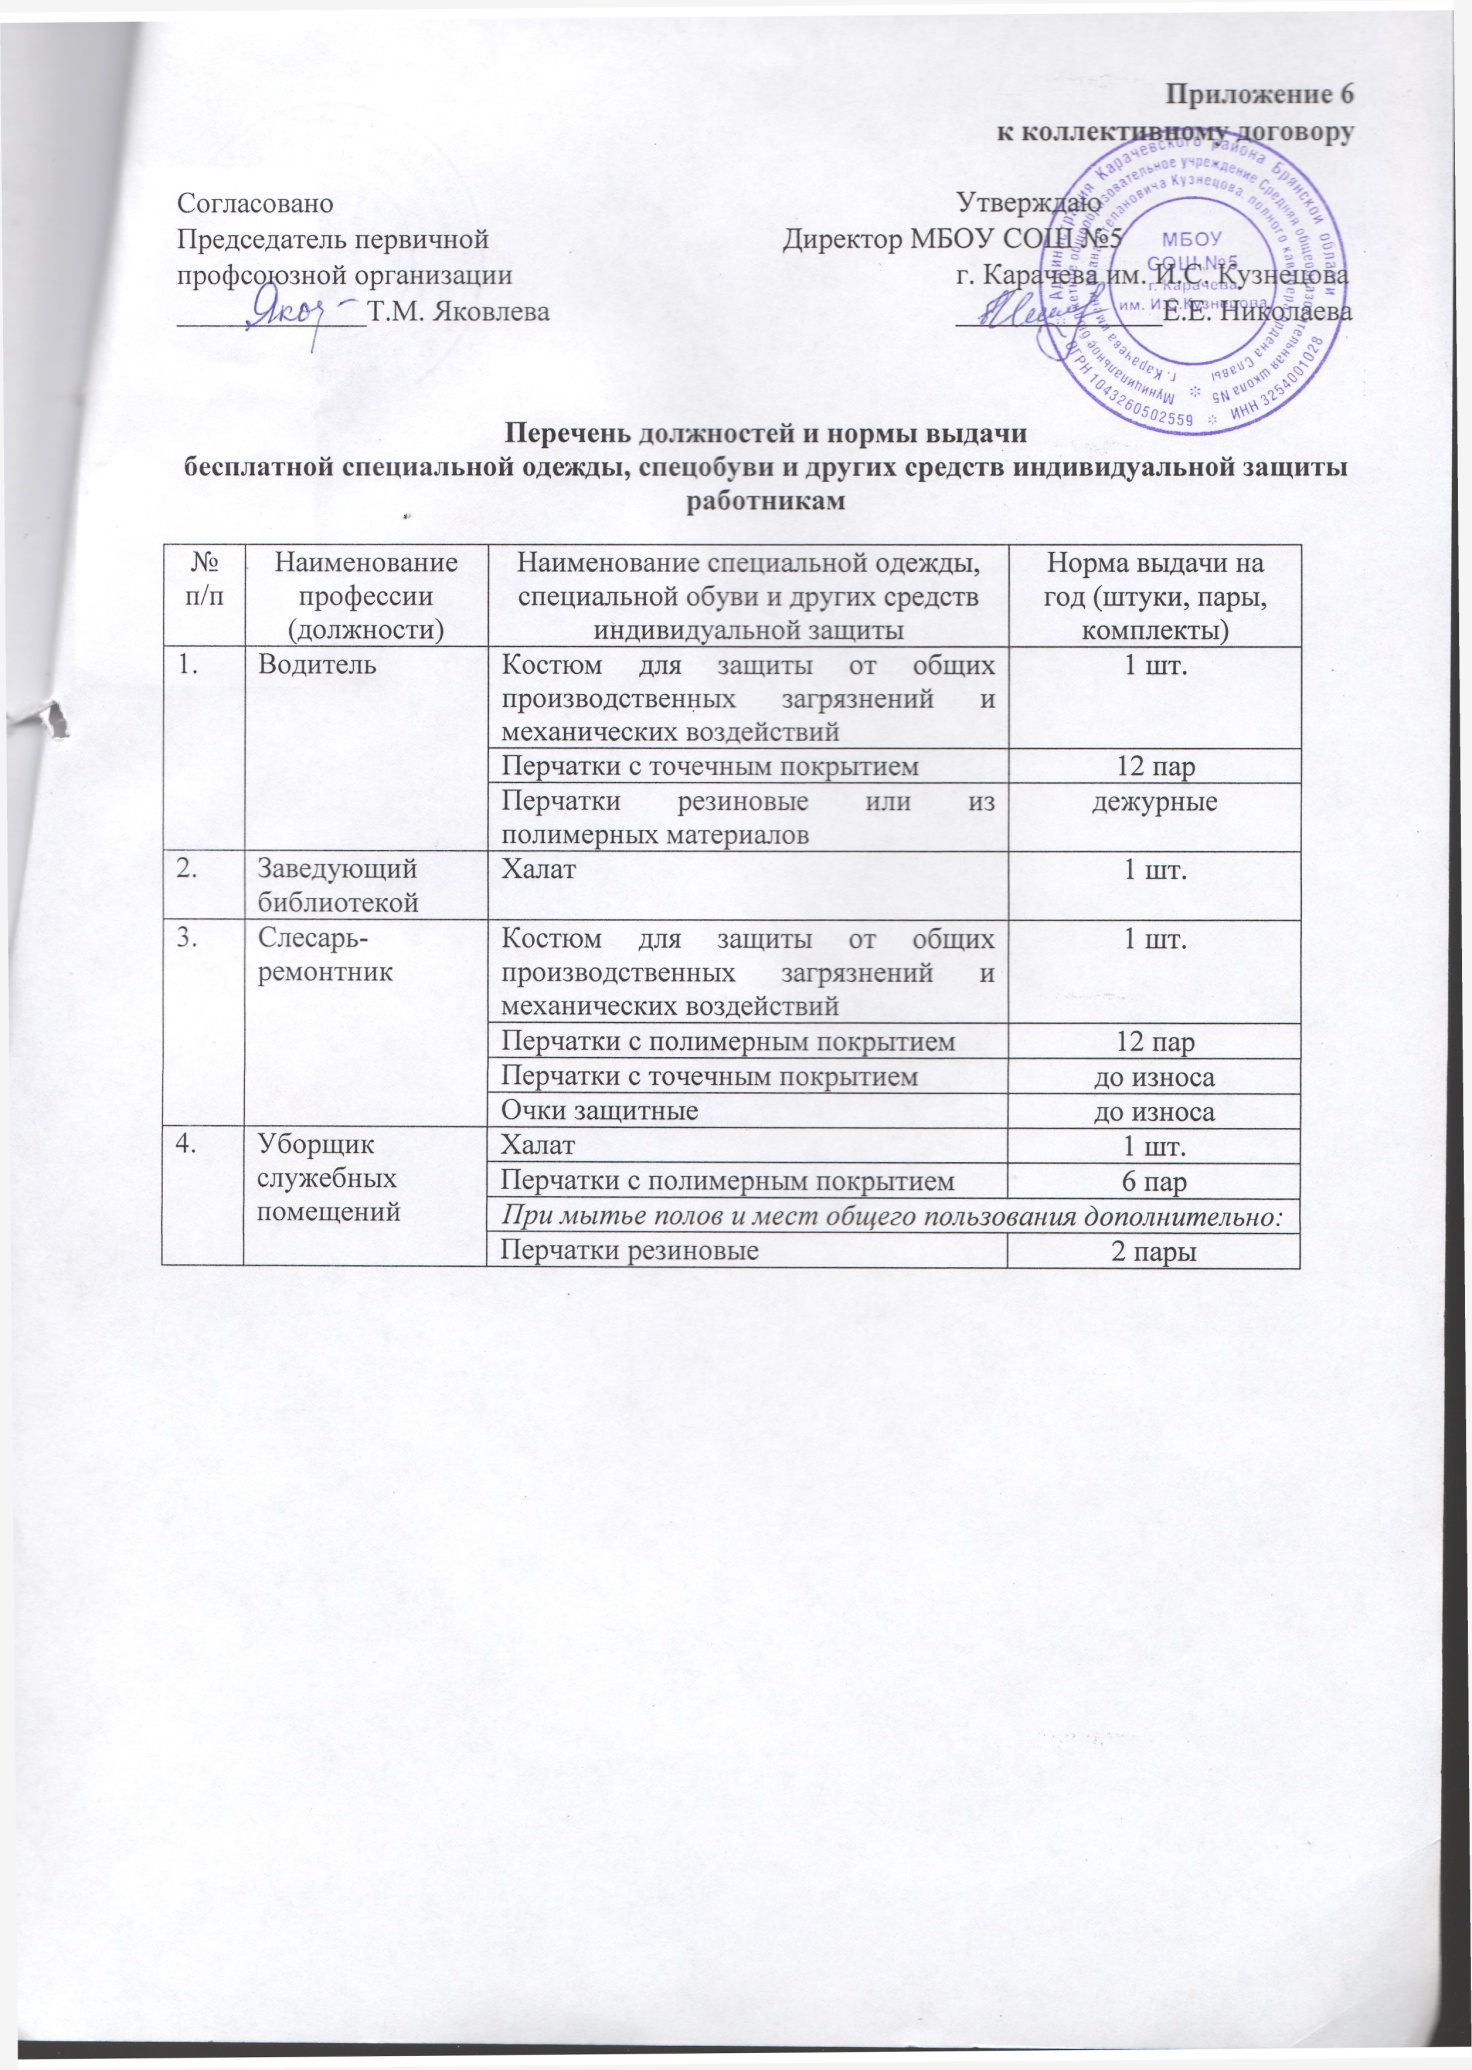 Приложение 6
к коллективному договору
Согласовано
Утверждаю
Председатель первичной
Директор МБОУ СОШ №5
профсоюзной организации
г. Карачева им. И.С. Кузнецова
Т.М. Яковлева
Е.Е. Николаева
МБОУ
СОШ №5
г. Карачева
им. И.С.Кузнецова
ОГРН 1043260502559 ИНН 3254001028
Перечень должностей и нормы выдачи
бесплатной специальной одежды, спецобуви и других средств индивидуальной защиты
работникам
№
п/п
Наименование
профессии
(должности)
Наименование специальной одежды,
специальной обуви и других средств
индивидуальной защиты
Норма выдачи на
год (штуки, пары,
комплекты)
1.
Водитель
Костюм для защиты от общих
производственных загрязнений и
механических воздействий
1 шт.
Перчатки с точечным покрытием
12 пар
Перчатки резиновые или из
полимерных материалов
дежурные
2.
Заведующий
библиотекой
Халат
1 шт.
3.
Слесарь-
ремонтник
Костюм для защиты от общих
производственных загрязнений и
механических воздействий
1 шт.
Перчатки с полимерным покрытием
12 пар
Перчатки с точечным покрытием
до износа
Очки защитные
до износа
4.
Уборщик
служебных
помещений
Халат
1 шт.
Перчатки с полимерным покрытием
6 пар
При мытье полов и мест общего пользования дополнительно:
Перчатки резиновые
2 пары